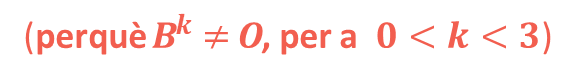 (perquè B^k ≠ O, per a 0 < k < 3)